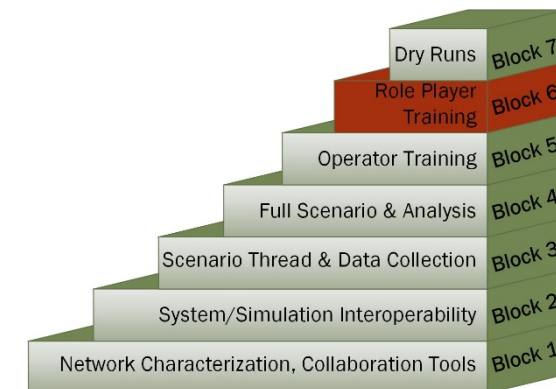 Dry Runs
Block 7
Role Player
Training
Block 6
Operator Training
Block 5
Full Scenario & Analysis
Block 4
Scenario Thread & Data Collection
Block 3
System/Simulation Interoperability
Block 2
Network Characterization, Collaboration Tools
Block 1